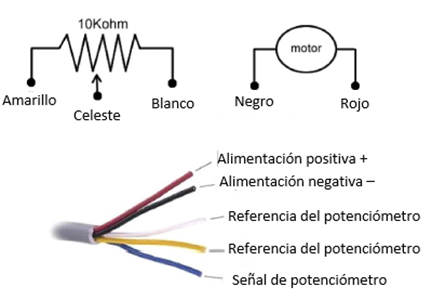 10Kohm
motor
Amarillo
Celeste
Blanco
Negro
Rojo
Alimentación positiva +
Alimentación negativa –
Referencia del potenciómetro
Referencia del potenciómetro
Señal de potenciómetro